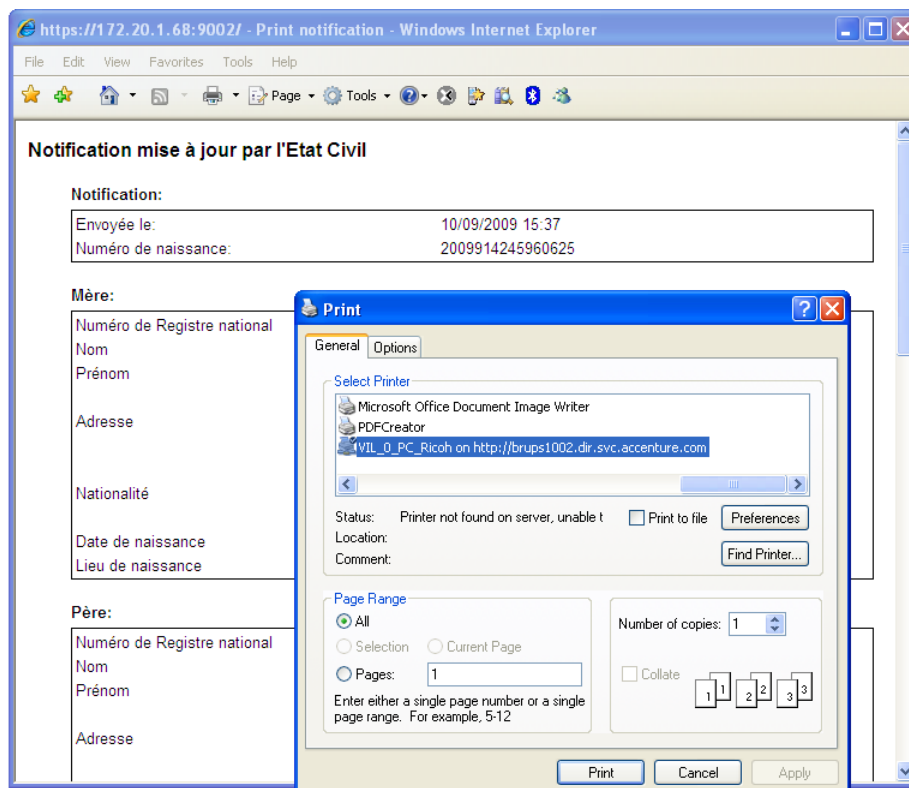 https://172.20.1.68:9002/ - Print notification - Windows Internet Explorer
File Edit View Favorites Tools Help
Page Tools
Notification mise à jour par l'Etat Civil
Notification:
Envoyée le: 10/09/2009 15:37
Numéro de naissance: 2009914245960625
Mère:
Numéro de Registre national
Nom
Prénom
Adresse
Nationalité
Date de naissance
Lieu de naissance
Père:
Numéro de Registre national
Nom
Prénom
Adresse
Print
General Options
Select Printer
Microsoft Office Document Image Writer
PDFCreator
VIL_0_PC_Ricoh on http://brups1002.dir.svc.accenture.com
Status: Printer not found on server, unable t Print to file Preferences
Location:
Comment: Find Printer...
Page Range
All
Selection Current Page
Pages: 1
Enter either a single page number or a single
page range. For example, 5-12
Number of copies: 1
Collate
1 1 2 2 3 3
Print Cancel Apply